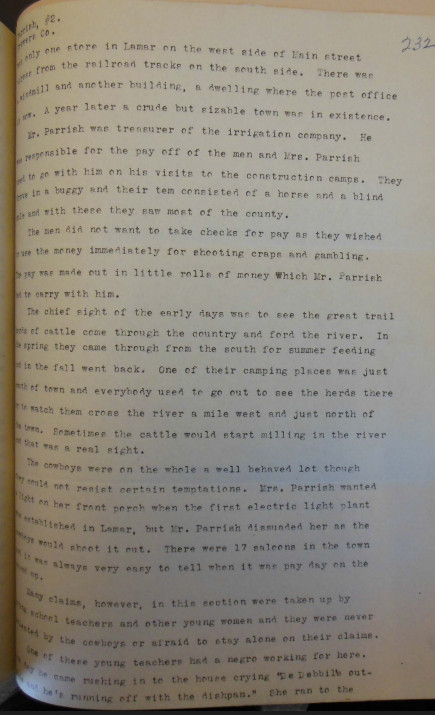 rrish, #2.
232
only one store in Lamar on the west side of Main street
from the railroad tracks on the south side. There was
windmill and another building, a dwelling where the post office
now. A year later a crude but sizable town was in existence.
Mr. Parrish was treasurer of the irrigation company. He
responsible for the pay off of the men and Mrs. Parrish
to go with him on his visits to the construction camps. They
in a buggy and their tem consisted of a horse and a blind
and with these they saw most of the county.
The men did not want to take checks for pay as they wished
use the money immediately for shooting craps and gambling.
pay was made out in little rolls of money Which Mr. Parrish
to carry with him.
The chief sight of the early days was to see the great trail
of cattle come through the country and ford the river. In
spring they came through from the south for summer feeding
in the fall went back. One of their camping places was just
of town and everybody used to go out to see the herds there
to watch them cross the river a mile west and just north of
town. Sometimes the cattle would start milling in the river
that was a real sight.
The cowboys were on the whole a well behaved lot though
could not resist certain temptations. Mrs. Parrish wanted
light on her front porch when the first electric light plant
established in Lamar, but Mr. Parrish dissuaded her as the
would shoot it out. There were 17 saloons in the town
it was always very easy to tell when it was pay day on the
Many claims, however, in this section were taken up by
school teachers and other young women and they were never
by the cowboys or afraid to stay alone on their claims.
One of these young teachers had a negro working for here.
he came rushing in to the house crying "De Debbil's out-
he's running off with the dishpan." She ran to the